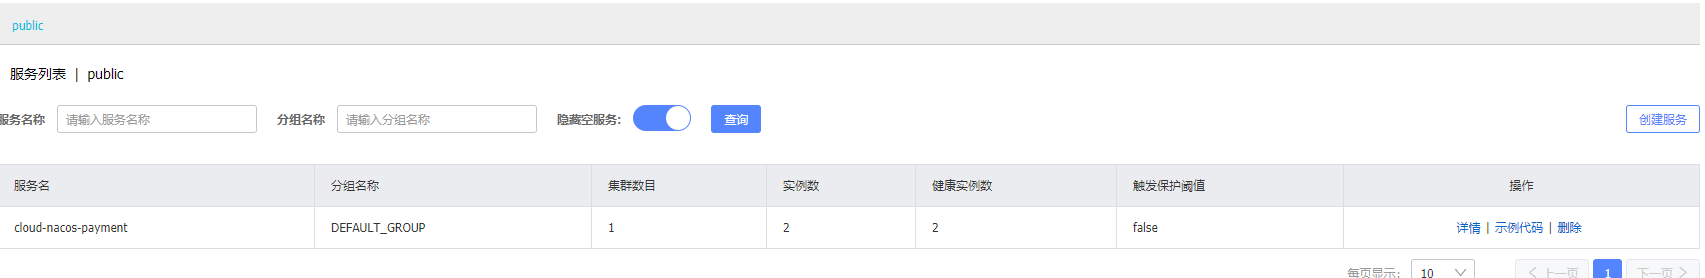 public
服务列表 | public
服务名称 请输入服务名称 分组名称 请输入分组名称 隐藏空服务: 查询 创建服务
服务名 分组名称 集群数目 实例数 健康实例数 触发保护阈值 操作
cloud-nacos-payment DEFAULT_GROUP 1 2 2 false 详情 | 示例代码 | 删除
每页显示: 10 上一页 1 下一页